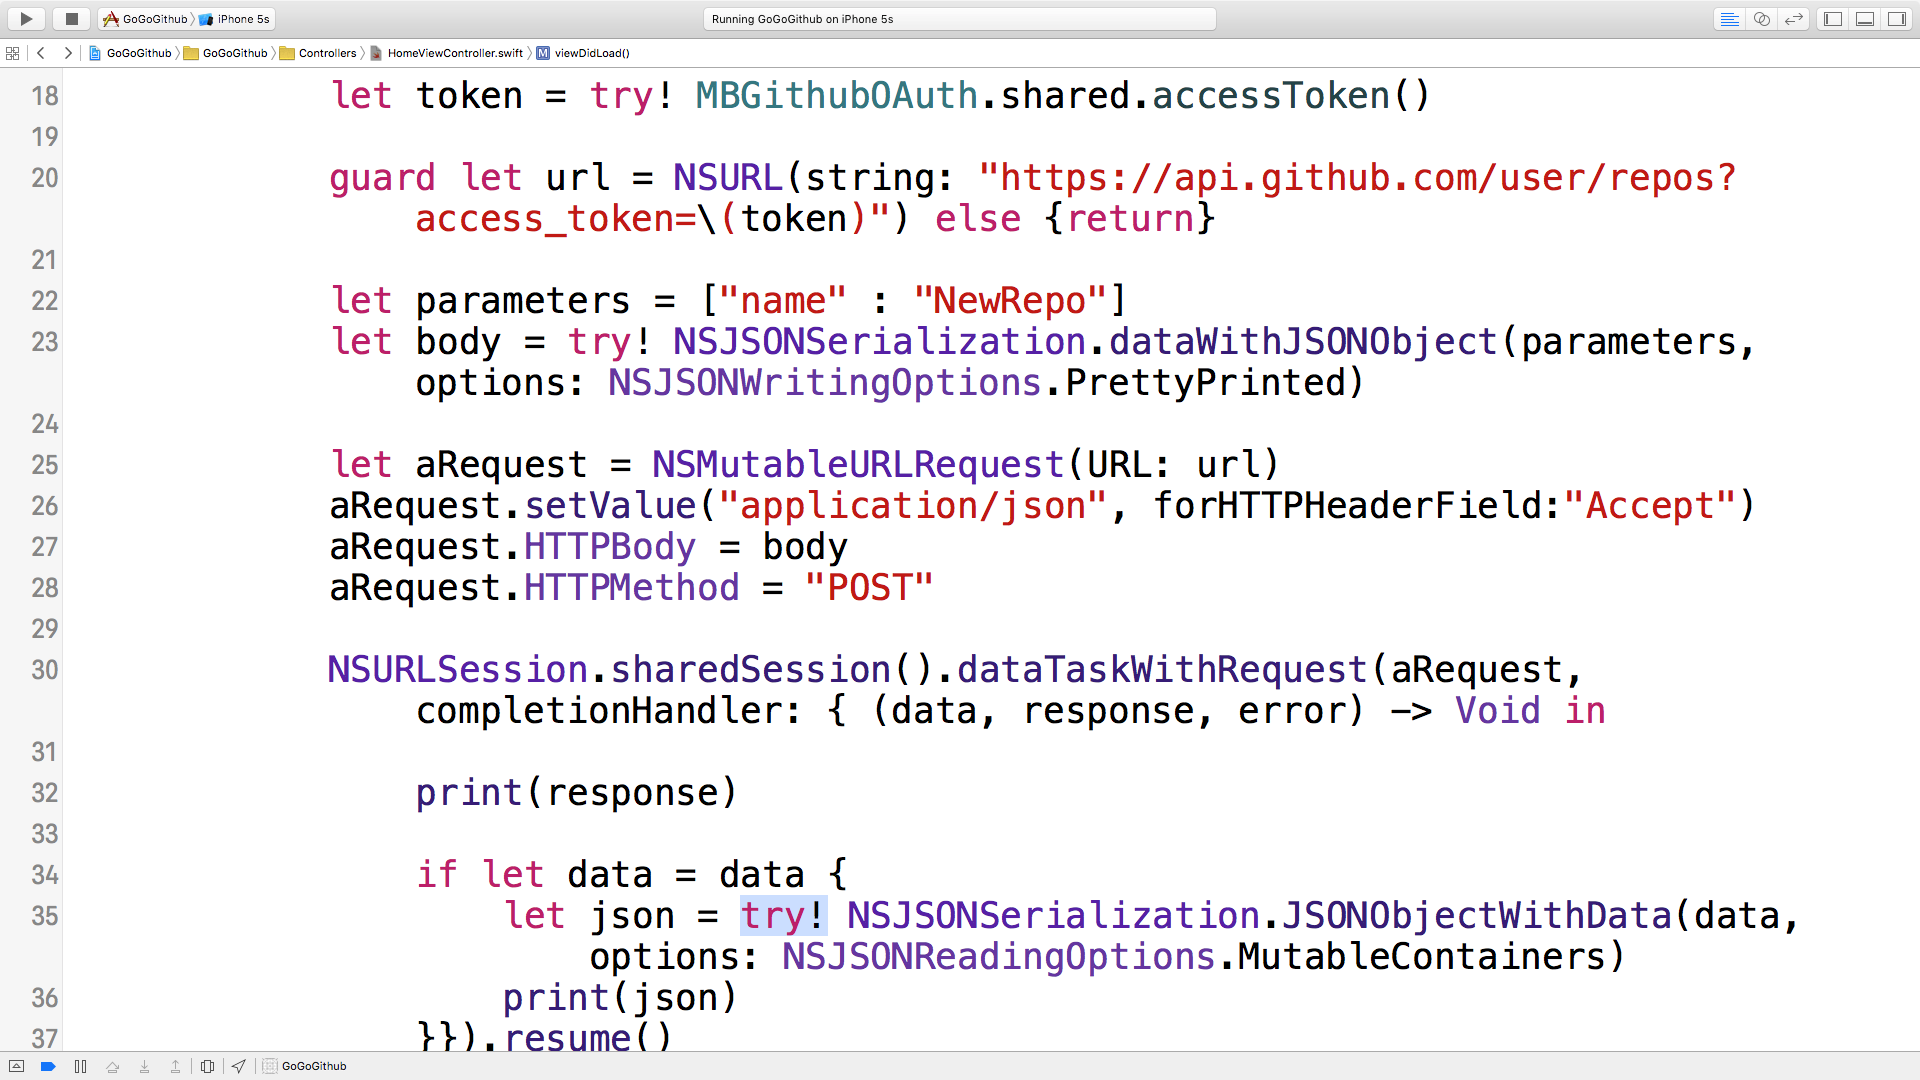 GoGoGithub iPhone 5s Running GoGoGithub on iPhone 5s
GoGoGithub GoGoGithub Controllers HomeViewController.swift M viewDidLoad()
18 let token = try! MBGithubOAuth.shared.accessToken()
19
20 guard let url = NSURL(string: "https://api.github.com/user/repos?
access_token=\(token)") else {return}
21
22 let parameters = ["name" : "NewRepo"]
23 let body = try! NSJSONSerialization.dataWithJSONObject(parameters,
options: NSJSONWritingOptions.PrettyPrinted)
24
25 let aRequest = NSMutableURLRequest(URL: url)
26 aRequest.setValue("application/json", forHTTPHeaderField:"Accept")
27 aRequest.HTTPBody = body
28 aRequest.HTTPMethod = "POST"
29
30 NSURLSession.sharedSession().dataTaskWithRequest(aRequest,
completionHandler: { (data, response, error) -> Void in
31
32 print(response)
33
34 if let data = data {
35 let json = try! NSJSONSerialization.JSONObjectWithData(data,
options: NSJSONReadingOptions.MutableContainers)
36 print(json)
37 }}).resume()
GoGoGithub